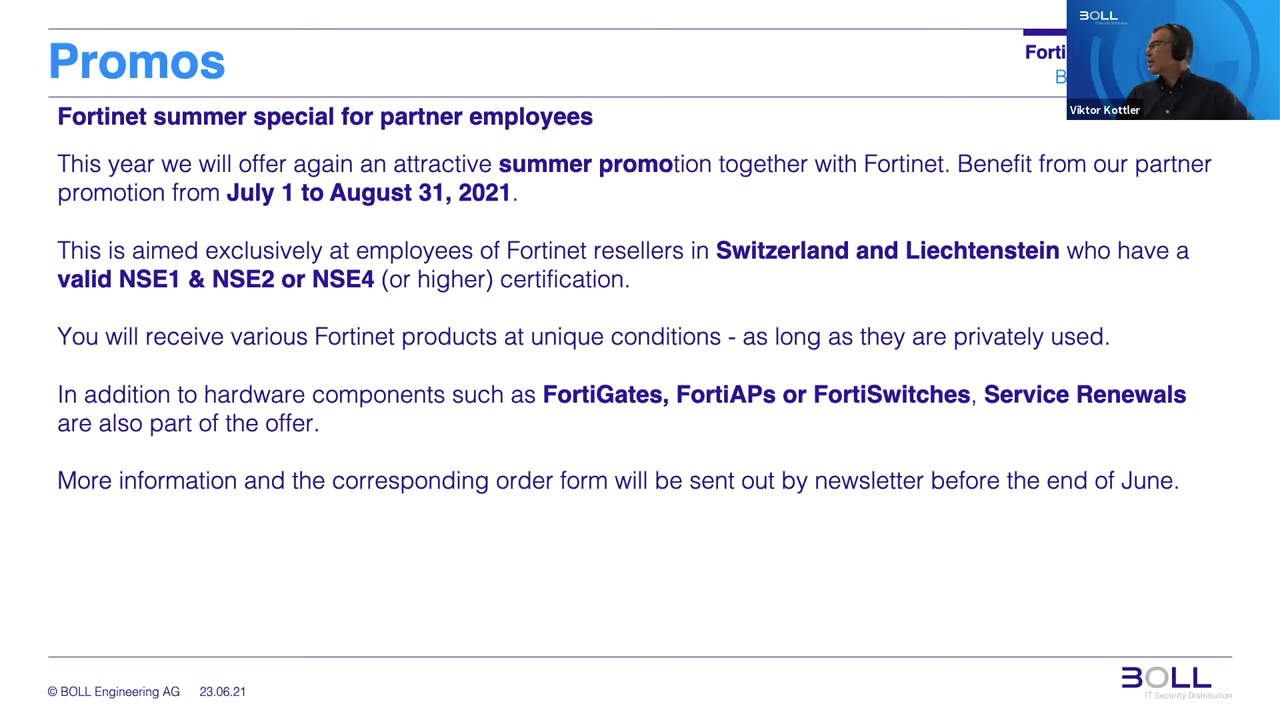 Promos
Forti
B
BOLL
Viktor Kottler
Fortinet summer special for partner employees
This year we will offer again an attractive summer promotion together with Fortinet. Benefit from our partner
promotion from July 1 to August 31, 2021.
This is aimed exclusively at employees of Fortinet resellers in Switzerland and Liechtenstein who have a
valid NSE1 & NSE2 or NSE4 (or higher) certification.
You will receive various Fortinet products at unique conditions - as long as they are privately used.
In addition to hardware components such as FortiGates, FortiAPs or FortiSwitches, Service Renewals
are also part of the offer.
More information and the corresponding order form will be sent out by newsletter before the end of June.
© BOLL Engineering AG 23.06.21
BOLL
IT Security Distribution